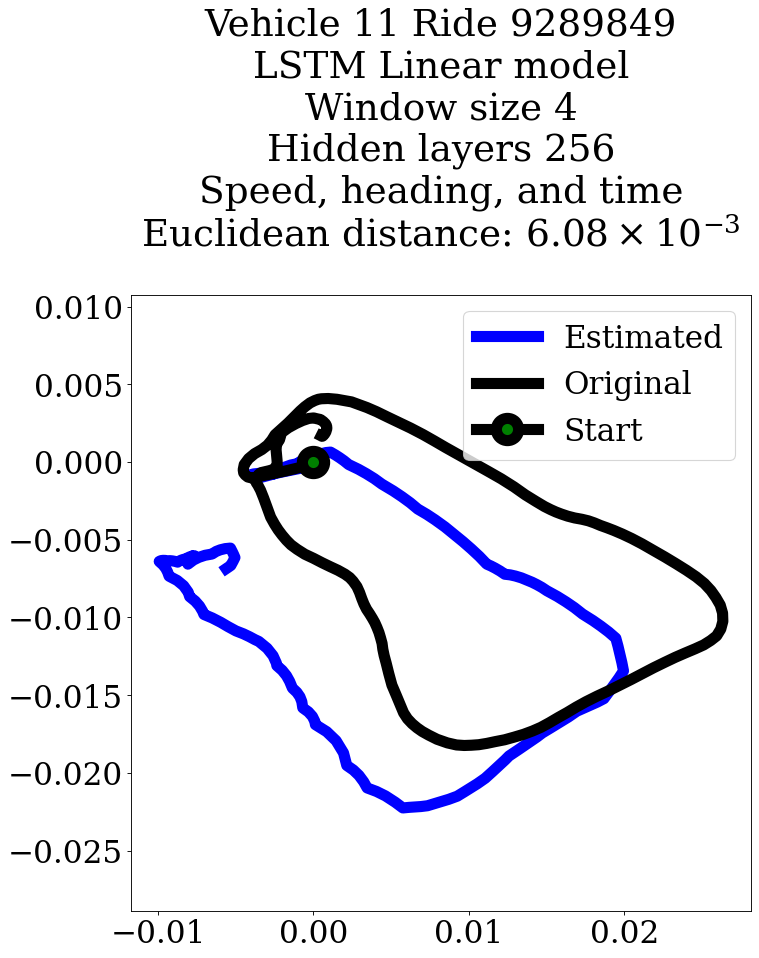 Vehicle 11 Ride 9289849
LSTM Linear model
Window size 4
Hidden layers 256
Speed, heading, and time
Euclidean distance: 6.08 × 10⁻³
Estimated
Original
Start
0.010
0.005
0.000
−0.005
−0.010
−0.015
−0.020
−0.025
−0.01 0.00 0.01 0.02